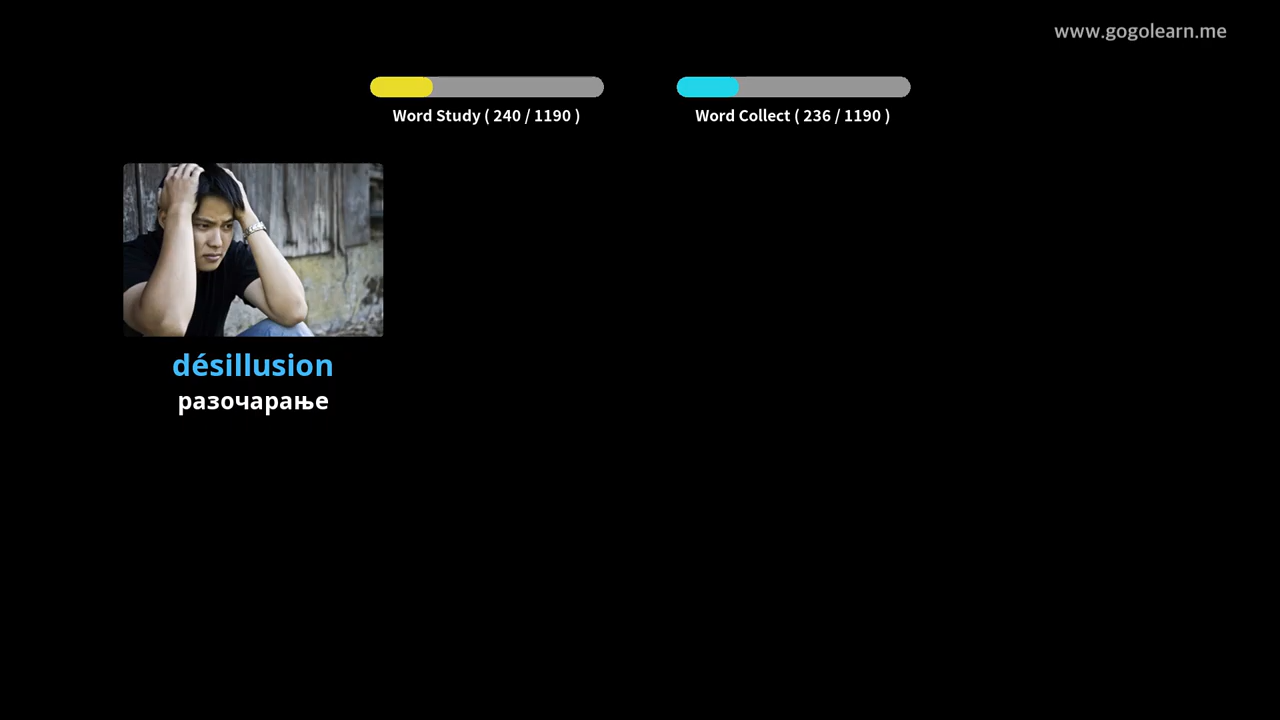 www.gogolearn.me
Word Study ( 240 / 1190 )
Word Collect ( 236 / 1190 )
désillusion
разочарање